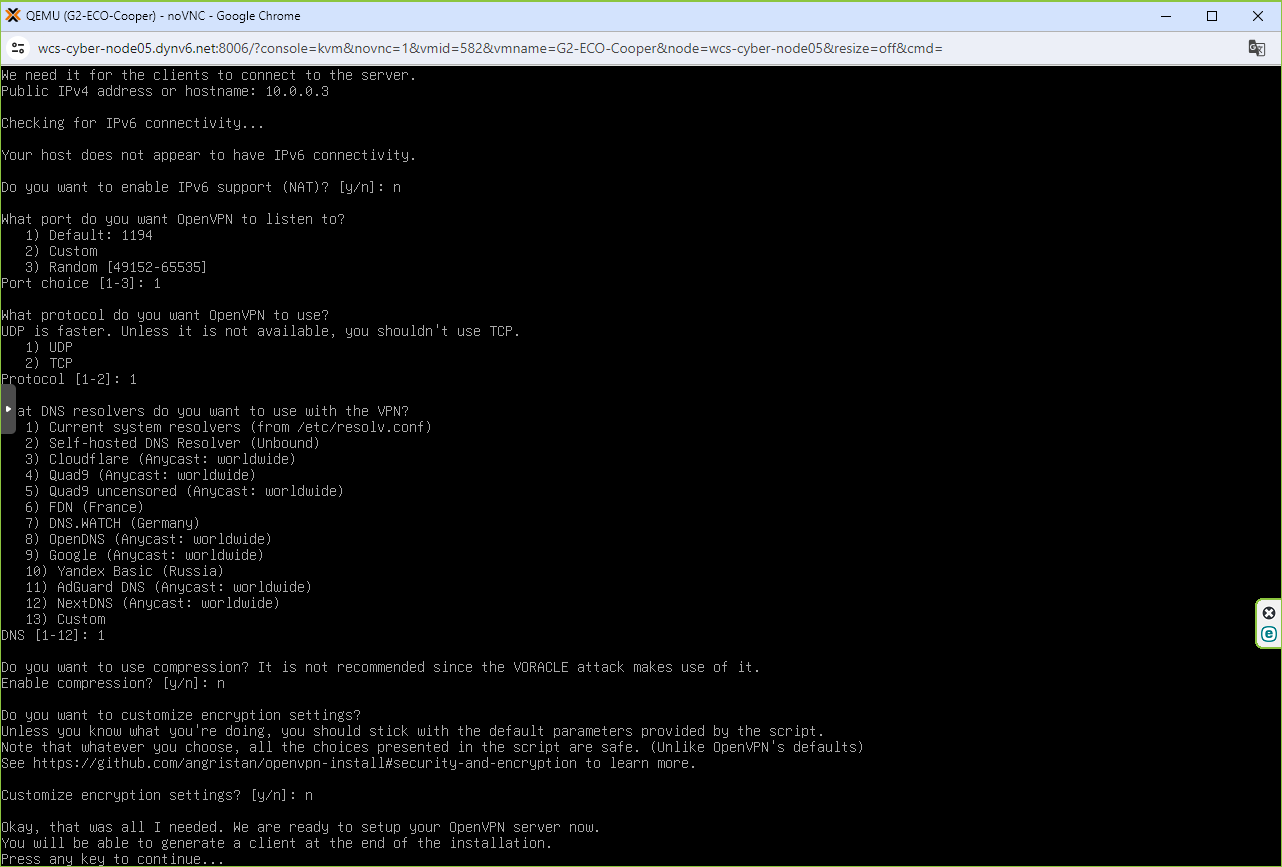 QEMU (G2-ECO-Cooper) - noVNC - Google Chrome
wcs-cyber-node05.dynv6.net:8006/?console=kvm&novnc=1&vmid=582&vmname=G2-ECO-Cooper&node=wcs-cyber-node05&resize=off&cmd=
We need it for the clients to connect to the server.
Public IPv4 address or hostname: 10.0.0.3
Checking for IPv6 connectivity...
Your host does not appear to have IPv6 connectivity.
Do you want to enable IPv6 support (NAT)? [y/n]: n
What port do you want OpenVPN to listen to?
1) Default: 1194
2) Custom
3) Random [49152-65535]
Port choice [1-3]: 1
What protocol do you want OpenVPN to use?
UDP is faster. Unless it is not available, you shouldn't use TCP.
1) UDP
2) TCP
Protocol [1-2]: 1
at DNS resolvers do you want to use with the VPN?
1) Current system resolvers (from /etc/resolv.conf)
2) Self-hosted DNS Resolver (Unbound)
3) Cloudflare (Anycast: worldwide)
4) Quad9 (Anycast: worldwide)
5) Quad9 uncensored (Anycast: worldwide)
6) FDN (France)
7) DNS.WATCH (Germany)
8) OpenDNS (Anycast: worldwide)
9) Google (Anycast: worldwide)
10) Yandex Basic (Russia)
11) AdGuard DNS (Anycast: worldwide)
12) NextDNS (Anycast: worldwide)
13) Custom
DNS [1-12]: 1
Do you want to use compression? It is not recommended since the VORACLE attack makes use of it.
Enable compression? [y/n]: n
Do you want to customize encryption settings?
Unless you know what you're doing, you should stick with the default parameters provided by the script.
Note that whatever you choose, all the choices presented in the script are safe. (Unlike OpenVPN's defaults)
See https://github.com/angristan/openvpn-install#security-and-encryption to learn more.
Customize encryption settings? [y/n]: n
Okay, that was all I needed. We are ready to setup your OpenVPN server now.
You will be able to generate a client at the end of the installation.
Press any key to continue...